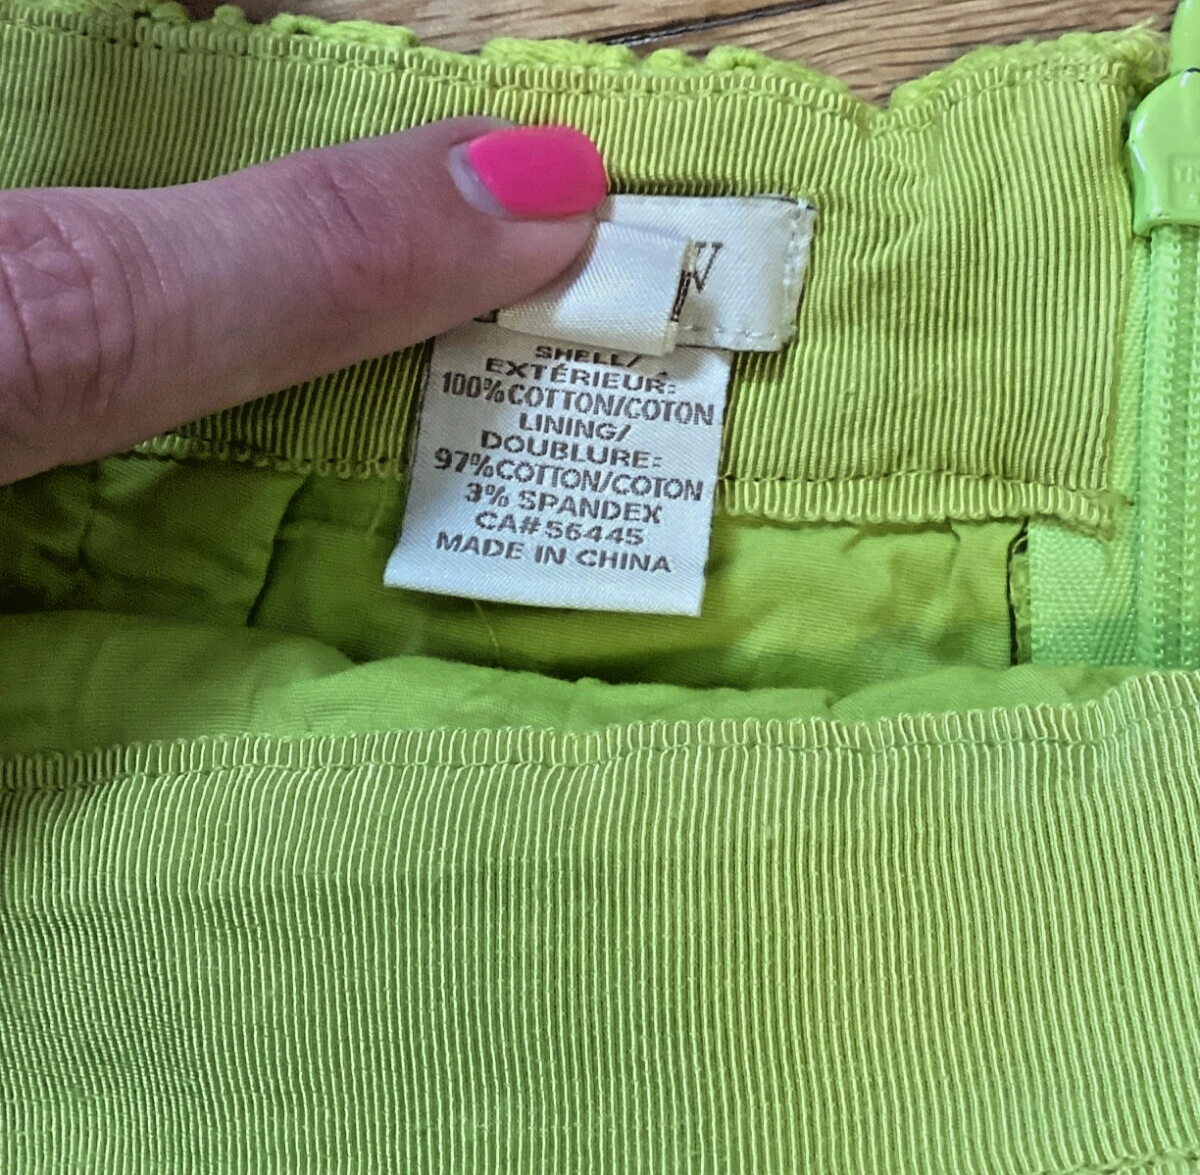 SHELL/
EXTÉRIEUR:
100%COTTON/COTON
LINING/
DOUBLURE:
97%COTTON/COTON
3% SPANDEX
CA#56445
MADE IN CHINA